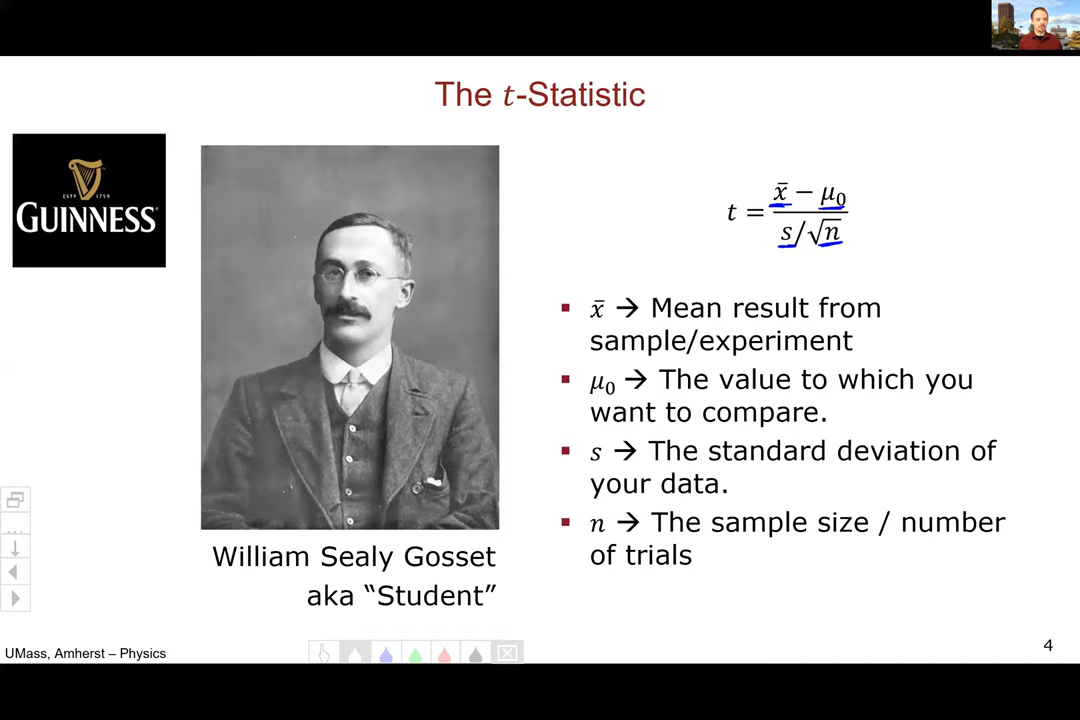 The t-Statistic
ESTD 1759
GUINNESS
t = (x̄ − μ₀) / (s/√n)
▪ x̄ → Mean result from
sample/experiment
▪ μ₀ → The value to which you
want to compare.
▪ s → The standard deviation of
your data.
▪ n → The sample size / number
of trials
William Sealy Gosset
aka “Student”
UMass, Amherst – Physics
4